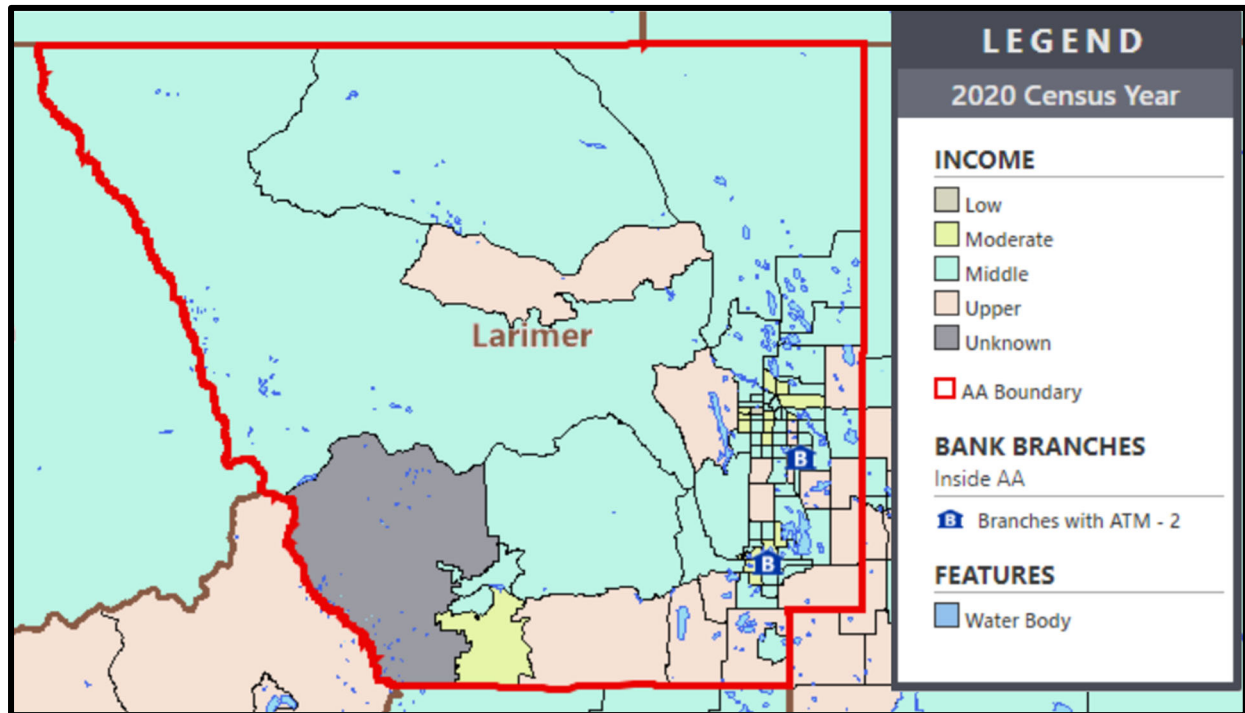 Larimer
B
B
LEGEND
2020 Census Year
INCOME
Low
Moderate
Middle
Upper
Unknown
AA Boundary
BANK BRANCHES
Inside AA
B Branches with ATM - 2
FEATURES
Water Body